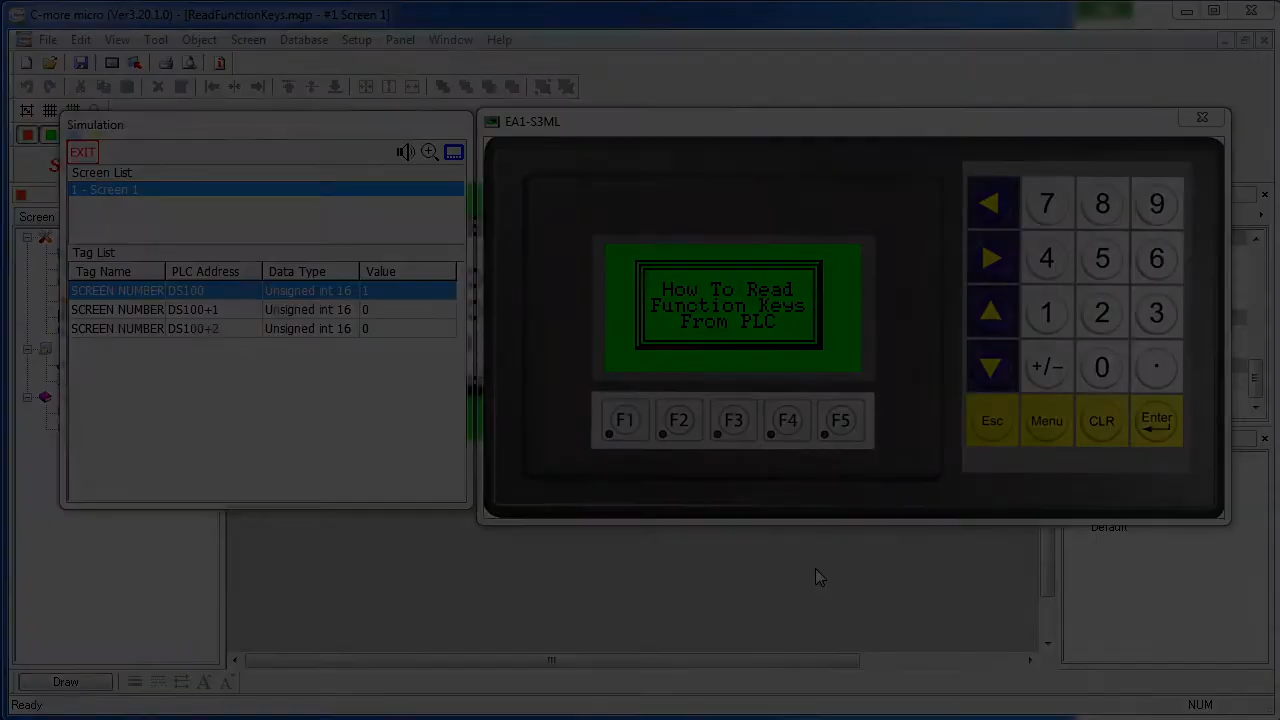 C-more micro (Ver3.20.1.0) - [ReadFunctionKeys.mgp - #1 Screen 1]
File Edit View Tool Object Screen Database Setup Panel Window Help
Simulation
EXIT
Screen List
1 - Screen 1
Tag List
Tag Name PLC Address Data Type Value
SCREEN NUMBER DS100 Unsigned int 16 1
SCREEN NUMBER DS100+1 Unsigned int 16 0
SCREEN NUMBER DS100+2 Unsigned int 16 0
Screen
EA1-S3ML
How To Read
Function Keys
From PLC
F1 F2 F3 F4 F5
7 8 9
4 5 6
1 2 3
+/- 0 .
Esc Menu CLR Enter
Default
Draw
Ready
NUM